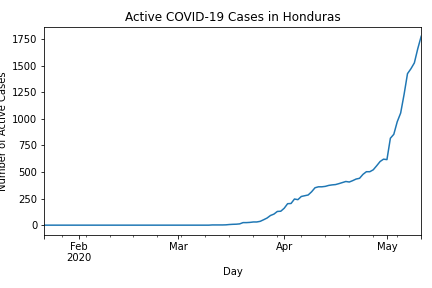 Active COVID-19 Cases in Honduras
Number of Active Cases
1750
1500
1250
1000
750
500
250
0
Feb Mar Apr May
2020
Day